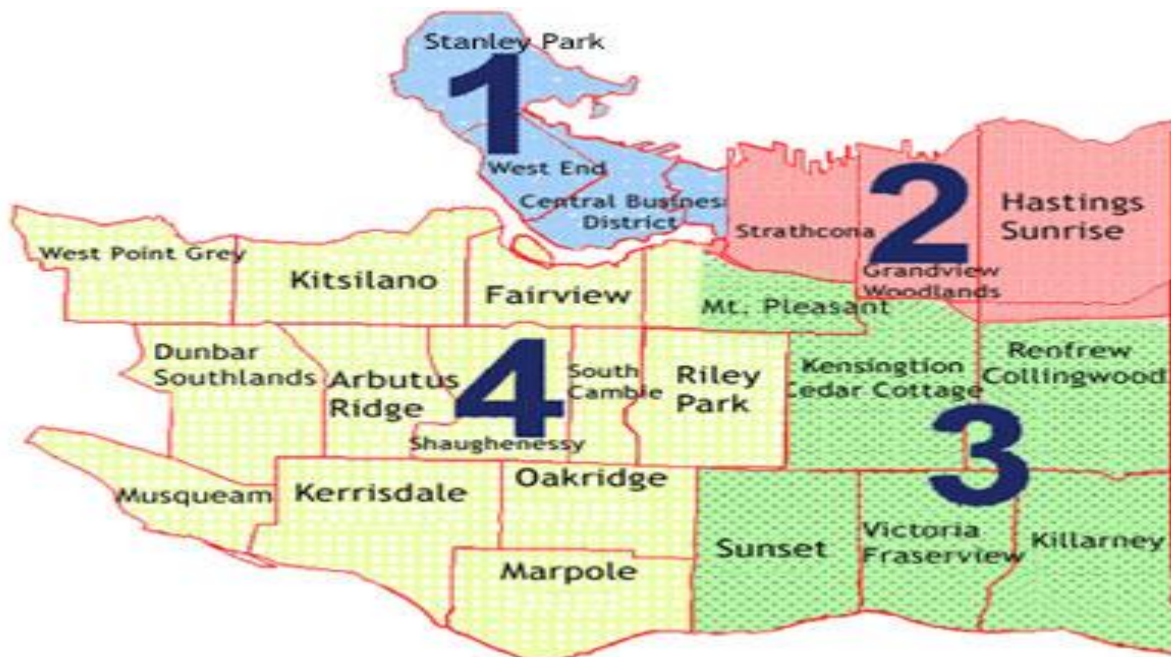 Stanley Park
1
West End
Central Business
District
Strathcona
2
Hastings
Sunrise
Grandview
Woodlands
West Point Grey
Kitsilano
Fairview
Mt. Pleasant
Dunbar
Southlands
Arbutus
Ridge
4
Shaughenessy
South
Cambie
Riley
Park
Kensingtion
Cedar Cottage
Renfrew
Collingwood
3
Musqueam
Kerrisdale
Oakridge
Marpole
Sunset
Victoria
Fraserview
Killarney